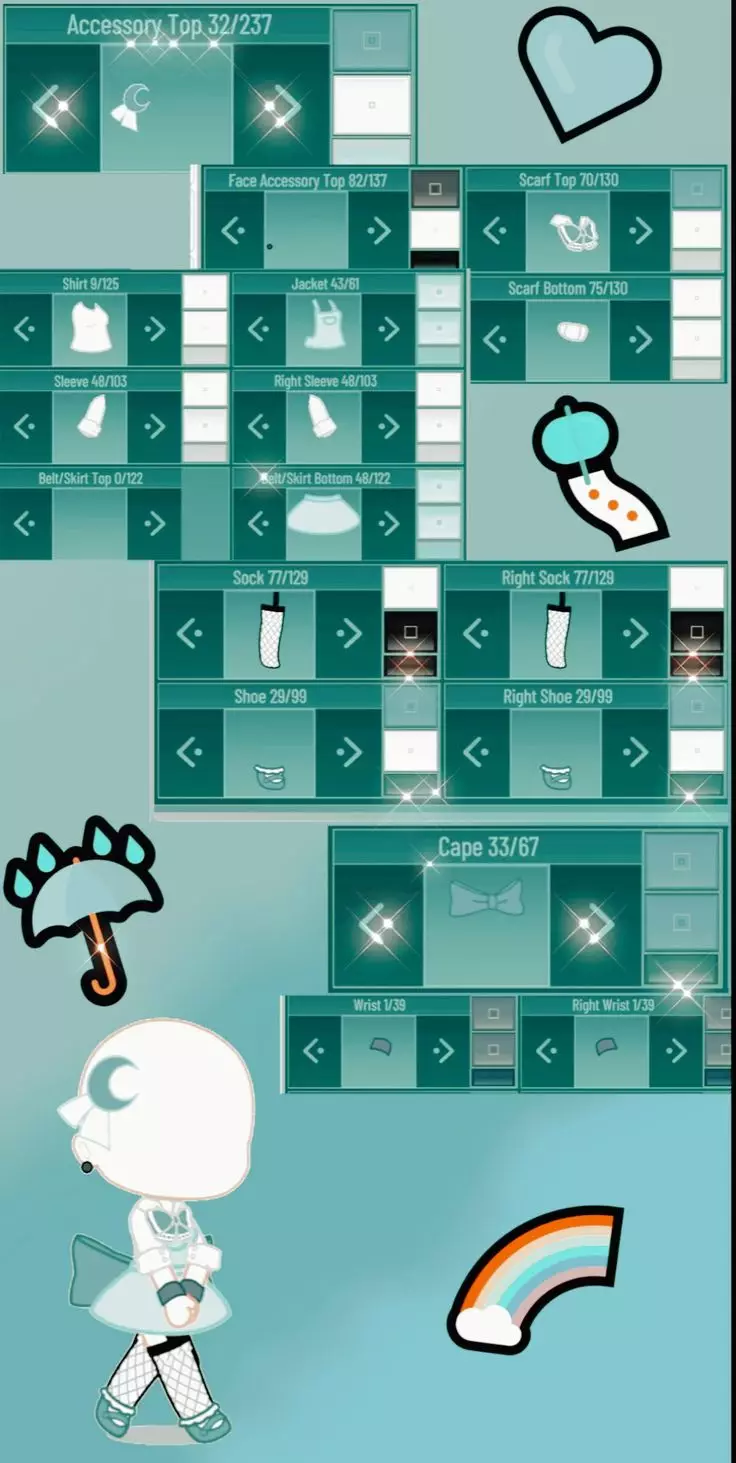 Accessory Top 32/237
Face Accessory Top 82/137
Scarf Top 70/130
Shirt 9/125
Jacket 43/61
Scarf Bottom 75/130
Sleeve 48/103
Right Sleeve 48/103
Belt/Skirt Top 0/122
Belt/Skirt Bottom 48/122
Sock 77/129
Right Sock 77/129
Shoe 29/99
Right Shoe 29/99
Cape 33/67
Wrist 1/39
Right Wrist 1/39